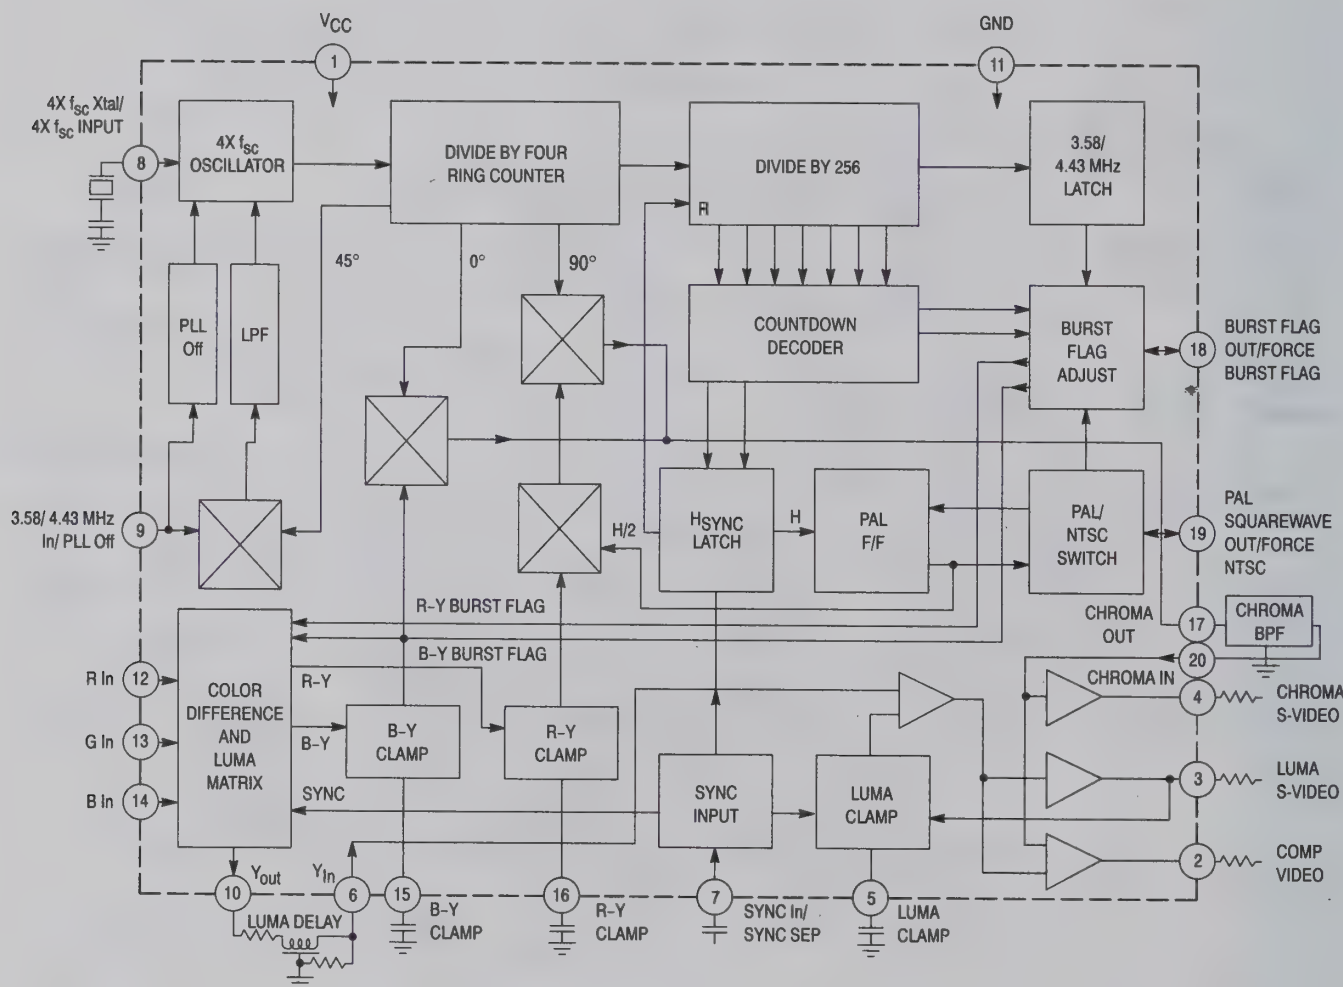 VCC
GND
1
11
4X fsc Xtal/
4X fsc INPUT
8
4X fsc
OSCILLATOR
DIVIDE BY FOUR
RING COUNTER
DIVIDE BY 256
R
3.58/
4.43 MHz
LATCH
45°
0°
90°
PLL
Off
LPF
COUNTDOWN
DECODER
BURST
FLAG
ADJUST
18
BURST FLAG
OUT/FORCE
BURST FLAG
3.58/ 4.43 MHz
In/ PLL Off
9
H/2
HSYNC
LATCH
H
PAL
F/F
PAL/
NTSC
SWITCH
19
PAL
SQUAREWAVE
OUT/FORCE
NTSC
R–Y BURST FLAG
B–Y BURST FLAG
CHROMA
OUT
17
CHROMA
BPF
20
CHROMA IN
R In
12
G In
13
B In
14
COLOR
DIFFERENCE
AND
LUMA
MATRIX
R–Y
B–Y
SYNC
B–Y
CLAMP
R–Y
CLAMP
SYNC
INPUT
LUMA
CLAMP
4
CHROMA
S-VIDEO
3
LUMA
S-VIDEO
2
COMP
VIDEO
Yout
10
YIn
6
15
B–Y
CLAMP
16
R–Y
CLAMP
7
SYNC In/
SYNC SEP
5
LUMA
CLAMP
LUMA DELAY